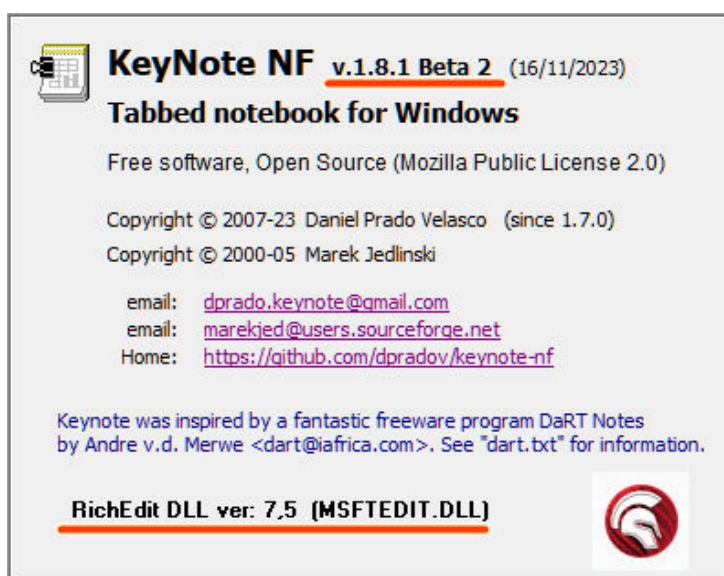 KeyNote NF v.1.8.1 Beta 2 (16/11/2023)
Tabbed notebook for Windows
Free software, Open Source (Mozilla Public License 2.0)
Copyright © 2007-23 Daniel Prado Velasco (since 1.7.0)
Copyright © 2000-05 Marek Jedlinski
email: dprado.keynote@gmail.com
email: marekjed@users.sourceforge.net
Home: https://github.com/dpradov/keynote-nf
Keynote was inspired by a fantastic freeware program DaRT Notes
by Andre v.d. Merwe <dart@iafrica.com>. See "dart.txt" for information.
RichEdit DLL ver: 7,5 (MSFTEDIT.DLL)